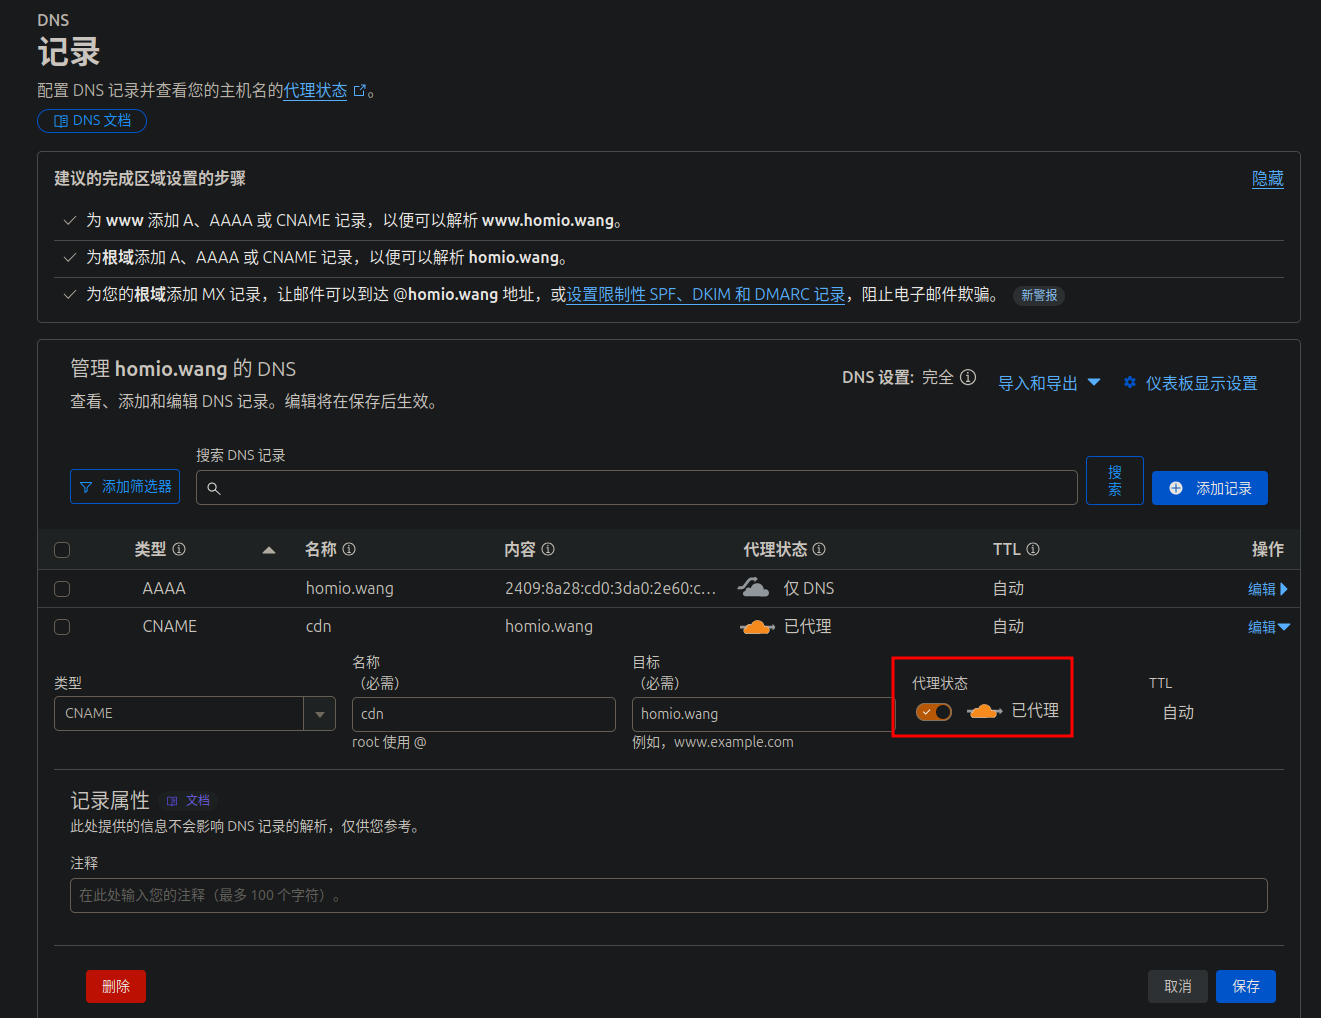 DNS
记录
配置 DNS 记录并查看您的主机名的代理状态。
DNS 文档
建议的完成区域设置的步骤
隐藏
为 www 添加 A、AAAA 或 CNAME 记录，以便可以解析 www.homio.wang。
为根域添加 A、AAAA 或 CNAME 记录，以便可以解析 homio.wang。
为您的根域添加 MX 记录，让邮件可以到达 @homio.wang 地址，或设置限制性 SPF、DKIM 和 DMARC 记录，阻止电子邮件欺骗。 新警报
管理 homio.wang 的 DNS
查看、添加和编辑 DNS 记录。编辑将在保存后生效。
DNS 设置: 完全
导入和导出
仪表板显示设置
搜索 DNS 记录
添加筛选器
搜
索
添加记录
类型 名称 内容 代理状态 TTL 操作
AAAA homio.wang 2409:8a28:cd0:3da0:2e60:c... 仅 DNS 自动 编辑
CNAME cdn homio.wang 已代理 自动 编辑
类型
CNAME
名称
（必需）
cdn
root 使用 @
目标
（必需）
homio.wang
例如，www.example.com
代理状态
已代理
TTL
自动
记录属性 文档
此处提供的信息不会影响 DNS 记录的解析，仅供您参考。
注释
在此处输入您的注释（最多 100 个字符）。
删除
取消
保存